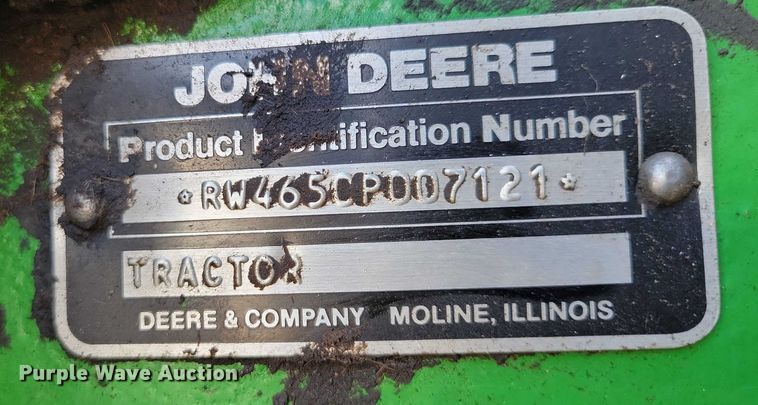 JOHN DEERE
Product Identification Number
*RW4650P007121*
TRACTOR
DEERE & COMPANY MOLINE, ILLINOIS
Purple Wave Auction